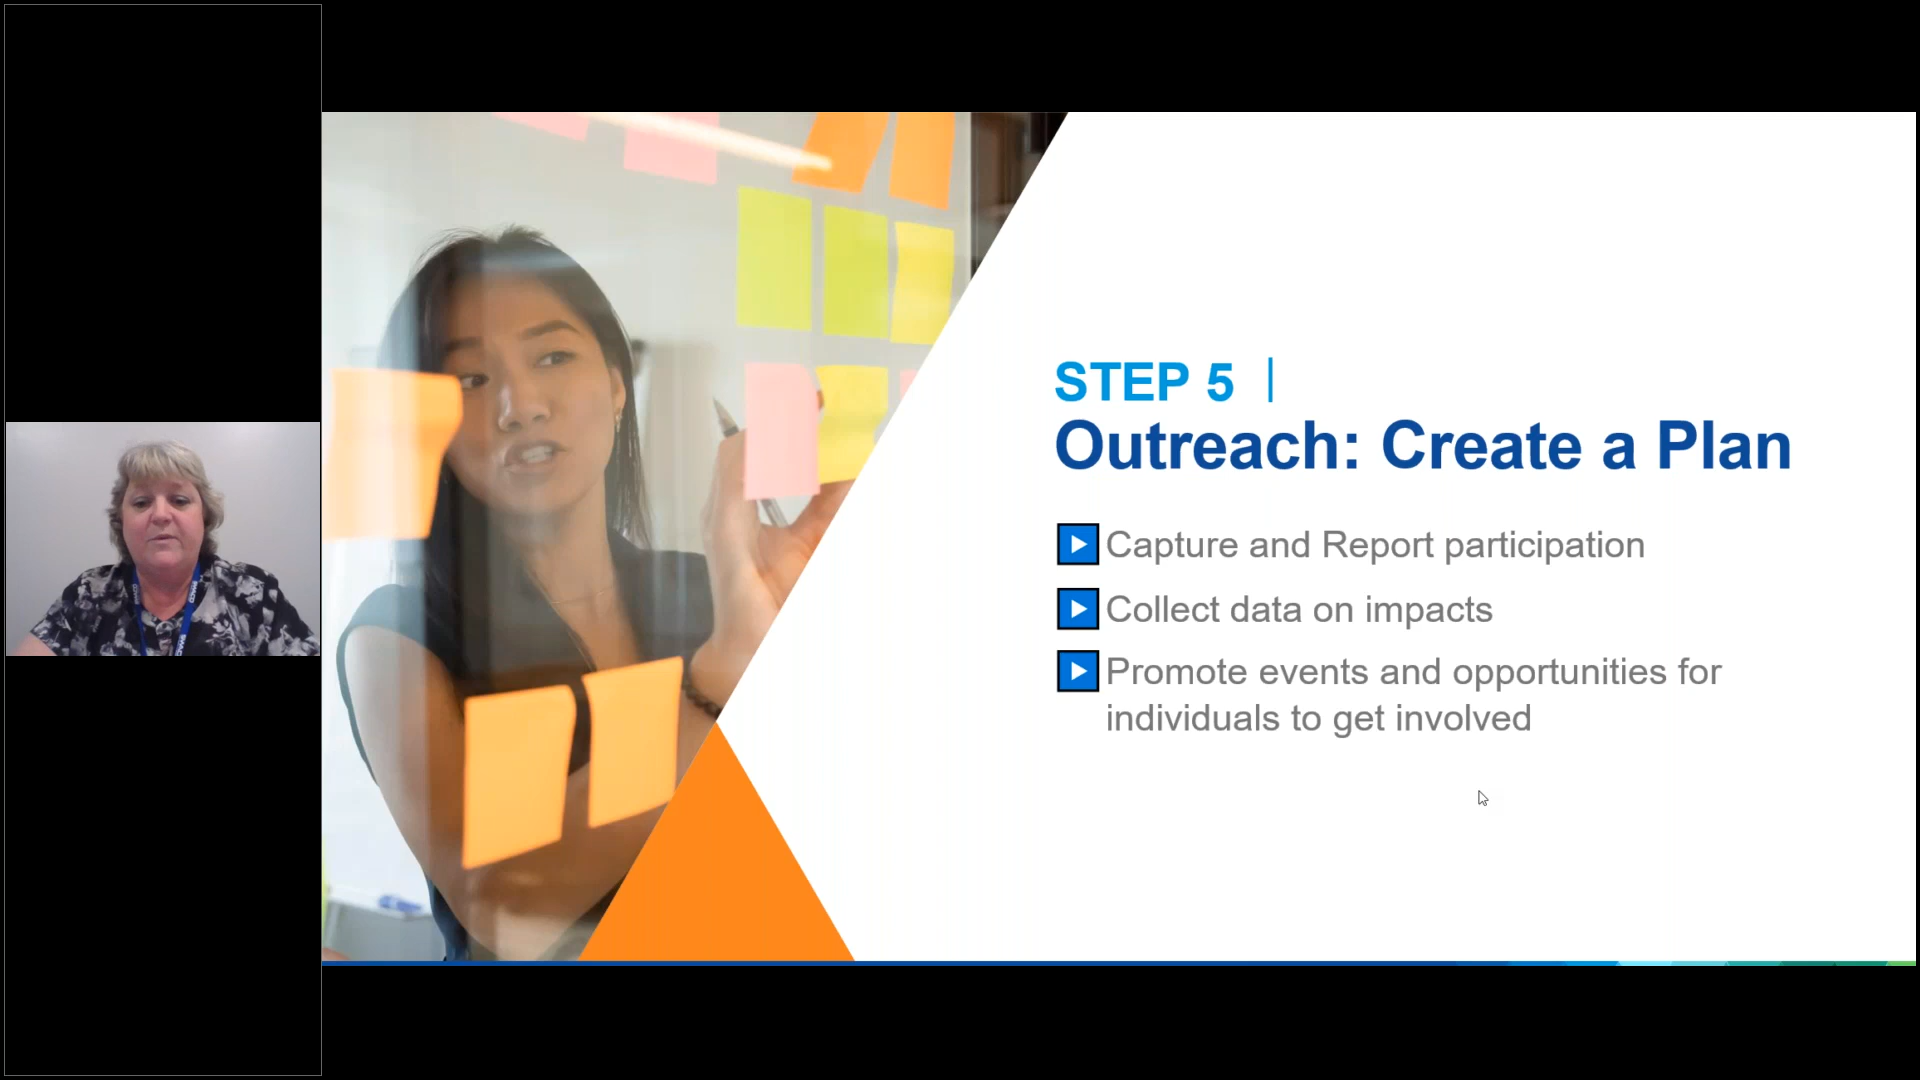 STEP 5 |
Outreach: Create a Plan
Capture and Report participation
Collect data on impacts
Promote events and opportunities for
individuals to get involved